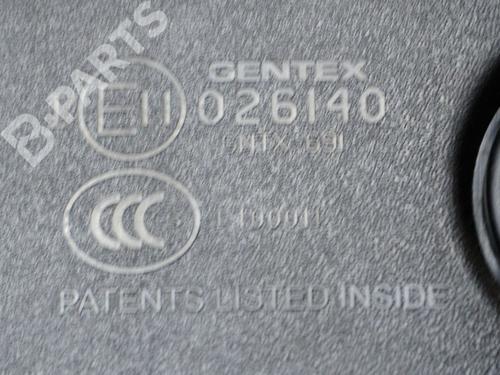 B-PARTS
GENTEX
E11 026140
CCC
PATENTS LISTED INSIDE